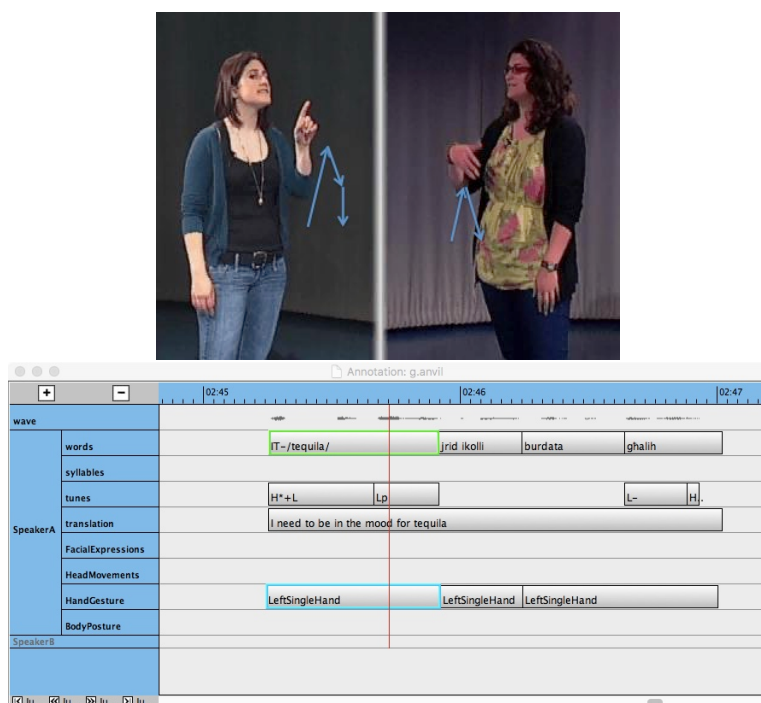 Annotation: g.anvil
+ − 02:45 02:46 02:47
wave
words IT-/tequila/ jrid ikolli burdata għalih
syllables
tunes H*+L Lp L- H..
SpeakerA translation I need to be in the mood for tequila
FacialExpressions
HeadMovements
HandGesture LeftSingleHand LeftSingleHand LeftSingleHand
BodyPosture
SpeakerB